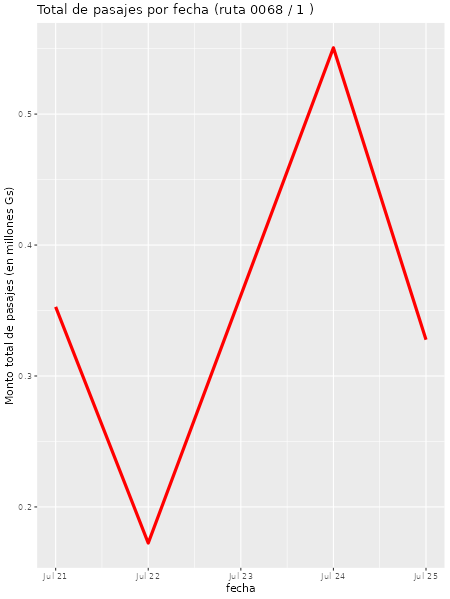 Total de pasajes por fecha (ruta 0068 / 1 )
Monto total de pasajes (en millones Gs)
0.5
0.4
0.3
0.2
Jul 21 Jul 22 Jul 23 Jul 24 Jul 25
fecha